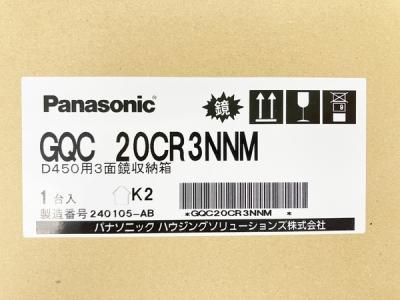 Panasonic
鏡
GQC 20CR3NNM
D450用3面鏡収納箱
1台入
K2
製造番号 240105-AB
*GQC20CR3NNM *
パナソニック ハウジングソリューションズ株式会社